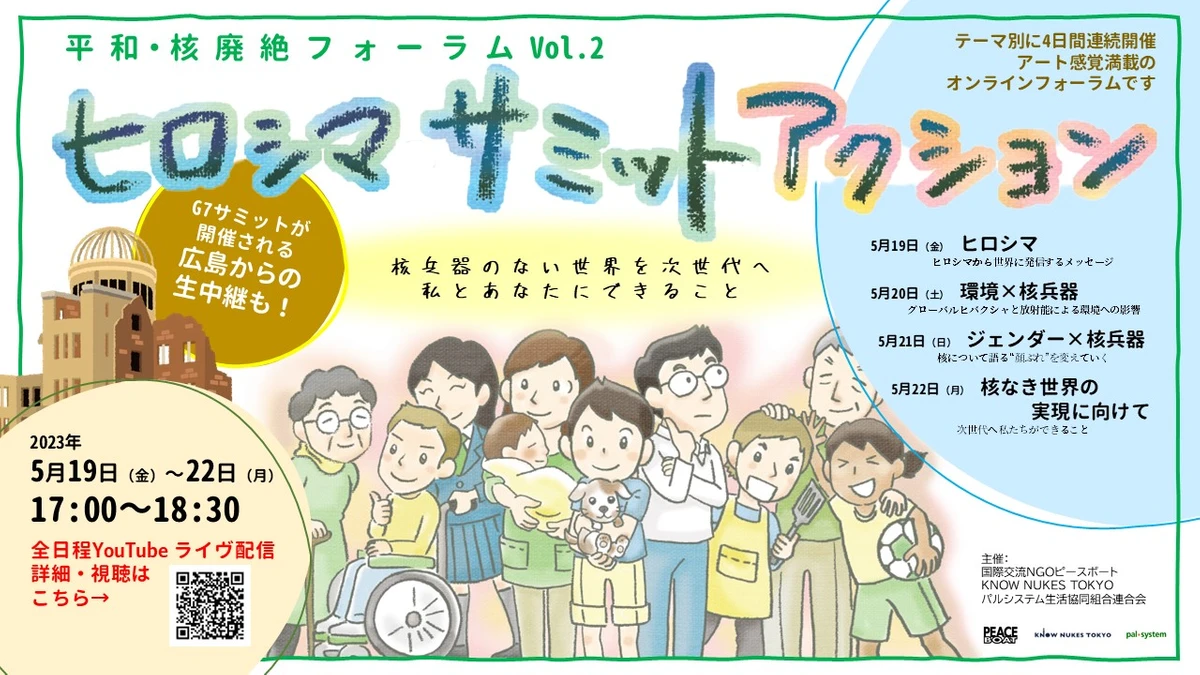 平和・核廃絶フォーラム Vol.2
ヒロシマ サミット アクション
テーマ別に4日間連続開催
アート感覚満載の
オンラインフォーラムです
G7サミットが
開催される
広島からの
生中継も！
核兵器のない世界を次世代へ
私とあなたにできること
5月19日（金） ヒロシマ
ヒロシマから世界に発信するメッセージ
5月20日（土） 環境×核兵器
グローバルヒバクシャと放射能による環境への影響
5月21日（日） ジェンダー×核兵器
核について語る“顔ぶれ”を変えていく
5月22日（月） 核なき世界の
実現に向けて
次世代へ私たちができること
2023年
5月19日（金）～22日（月）
17:00～18:30
全日程YouTube ライヴ配信
詳細・視聴は
こちら→
主催：
国際交流NGOピースボート
KNOW NUKES TOKYO
パルシステム生活協同組合連合会
PEACE BOAT
KNOW NUKES TOKYO
pal*system